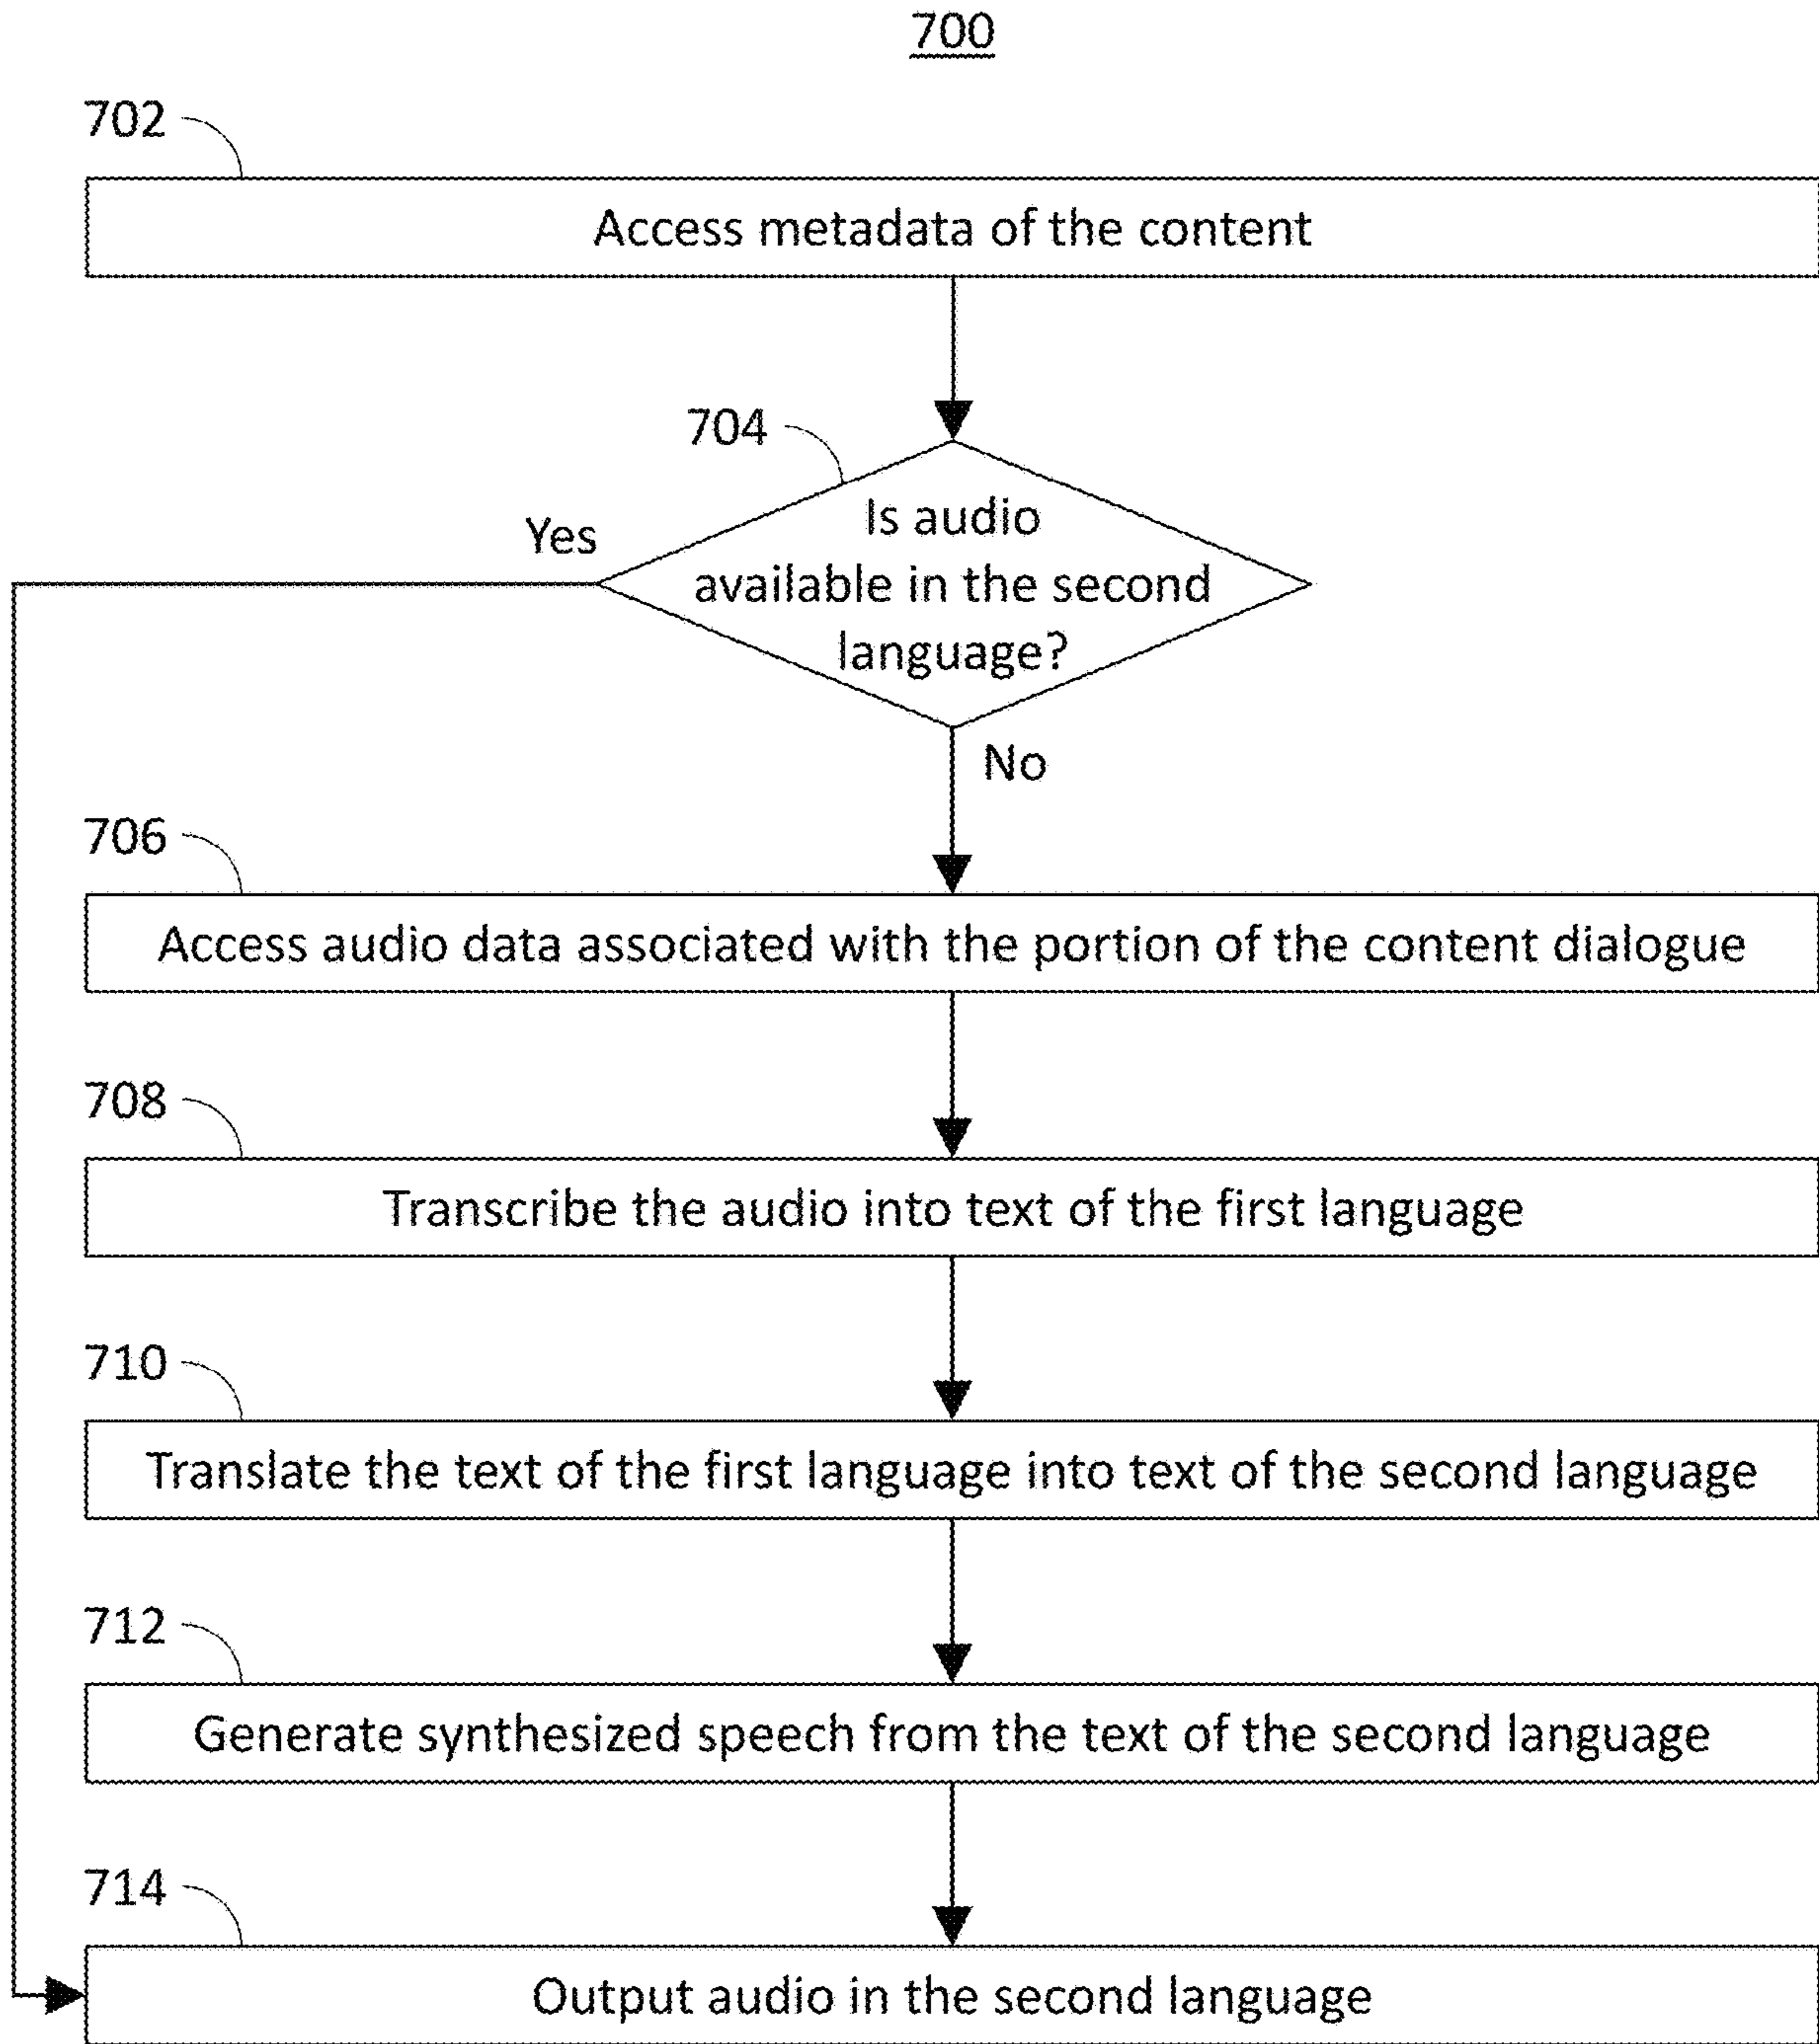 700
702
Access metadata of the content
704
Is audio
available in the second
language?
Yes
No
706
Access audio data associated with the portion of the content dialogue
708
Transcribe the audio into text of the first language
710
Translate the text of the first language into text of the second language
712
Generate synthesized speech from the text of the second language
714
Output audio in the second language